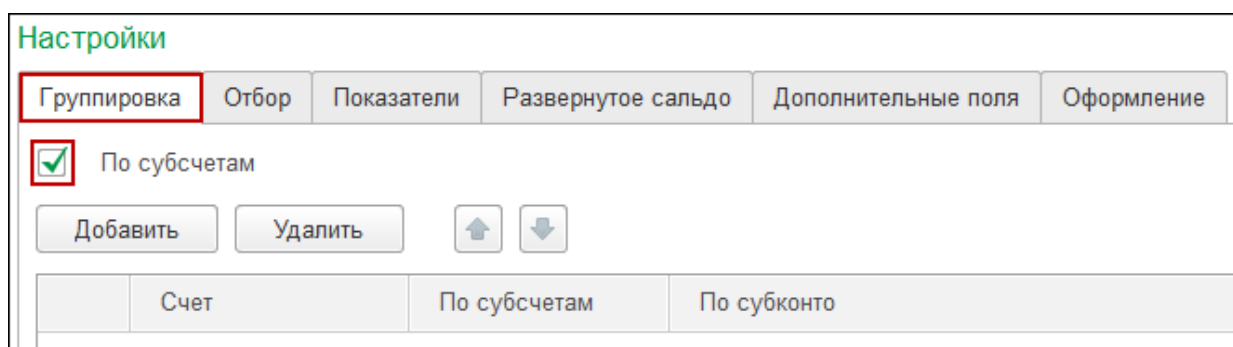 Настройки
Группировка Отбор Показатели Развернутое сальдо Дополнительные поля Оформление
По субсчетам
Добавить Удалить
Счет По субсчетам По субконто